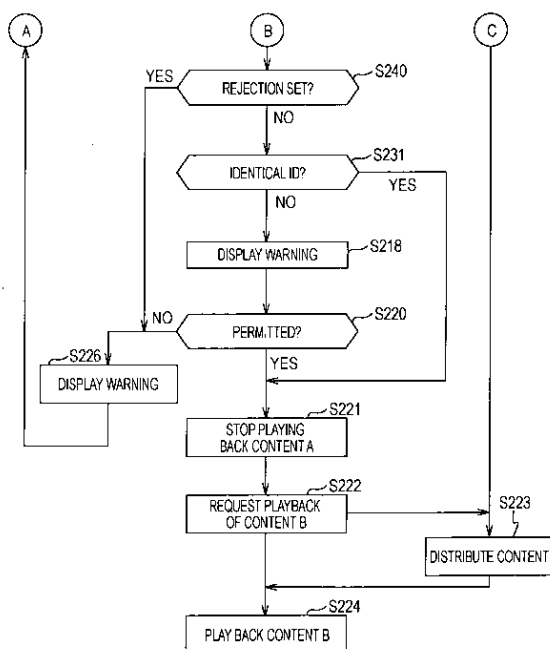 A
B
C
YES
REJECTION SET?
S240
NO
IDENTICAL ID?
S231
YES
NO
DISPLAY WARNING
S218
NO
PERMITTED?
S220
S226
DISPLAY WARNING
YES
STOP PLAYING
BACK CONTENT A
S221
REQUEST PLAYBACK
OF CONTENT B
S222
S223
DISTRIBUTE CONTENT
S224
PLAY BACK CONTENT B